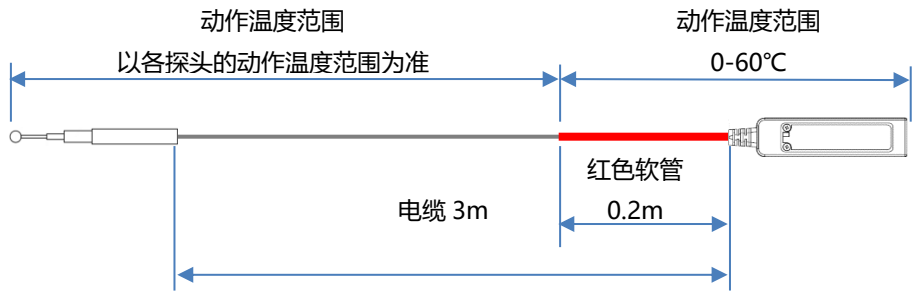 动作温度范围
以各探头的动作温度范围为准
动作温度范围
0-60℃
红色软管
0.2m
电缆 3m